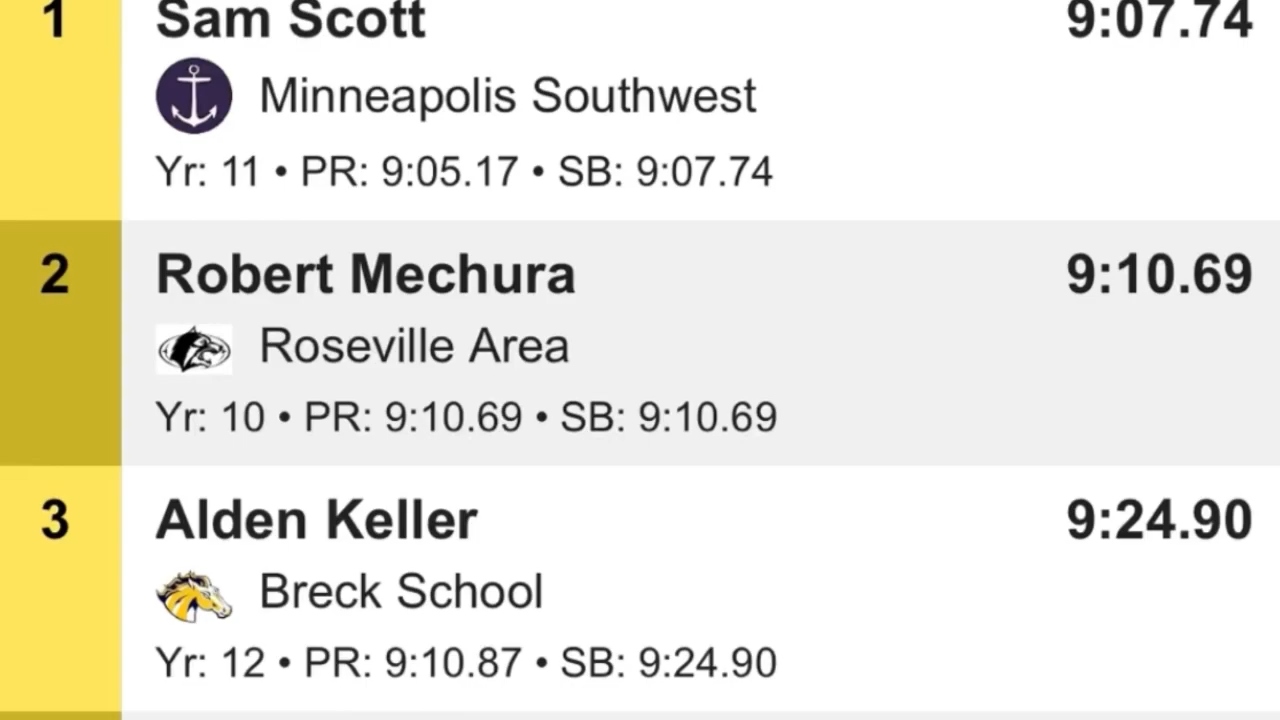 1 Sam Scott 9:07.74
Minneapolis Southwest
Yr: 11 • PR: 9:05.17 • SB: 9:07.74
2 Robert Mechura 9:10.69
Roseville Area
Yr: 10 • PR: 9:10.69 • SB: 9:10.69
3 Alden Keller 9:24.90
Breck School
Yr: 12 • PR: 9:10.87 • SB: 9:24.90